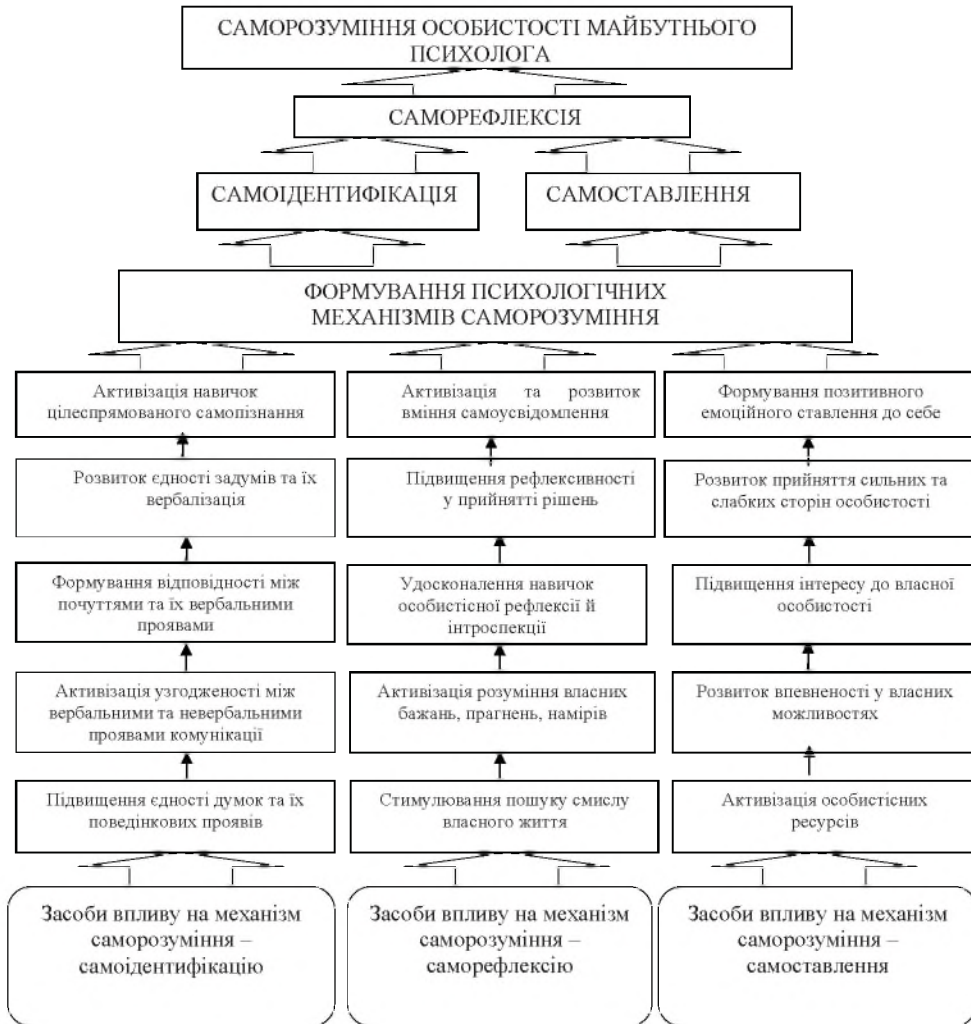 САМОРОЗУМІННЯ ОСОБИСТОСТІ МАЙБУТНЬОГО
ПСИХОЛОГА
САМОРЕФЛЕКСІЯ
САМОІДЕНТИФІКАЦІЯ
САМОСТАВЛЕННЯ
ФОРМУВАННЯ ПСИХОЛОГІЧНИХ
МЕХАНІЗМІВ САМОРОЗУМІННЯ
Активізація навичок
цілеспрямованого самопізнання
Активізація та розвиток
вміння самоусвідомлення
Формування позитивного
емоційного ставлення до себе
Розвиток єдності задумів та їх
вербалізація
Підвищення рефлексивності
у прийнятті рішень
Розвиток прийняття сильних та
слабких сторін особистості
Формування відповідності між
почуттями та їх вербальними
проявами
Удосконалення навичок
особистісної рефлексії й
інтроспекції
Підвищення інтересу до власної
особистості
Активізація узгодженості між
вербальними та невербальними
проявами комунікації
Активізація розуміння власних
бажань, прагнень, намірів
Розвиток впевненості у власних
можливостях
Підвищення єдності думок та їх
поведінкових проявів
Стимулювання пошуку смислу
власного життя
Активізація особистісних
ресурсів
Засоби впливу на механізм
саморозуміння –
самоідентифікацію
Засоби впливу на механізм
саморозуміння –
саморефлексію
Засоби впливу на механізм
саморозуміння –
самоставлення